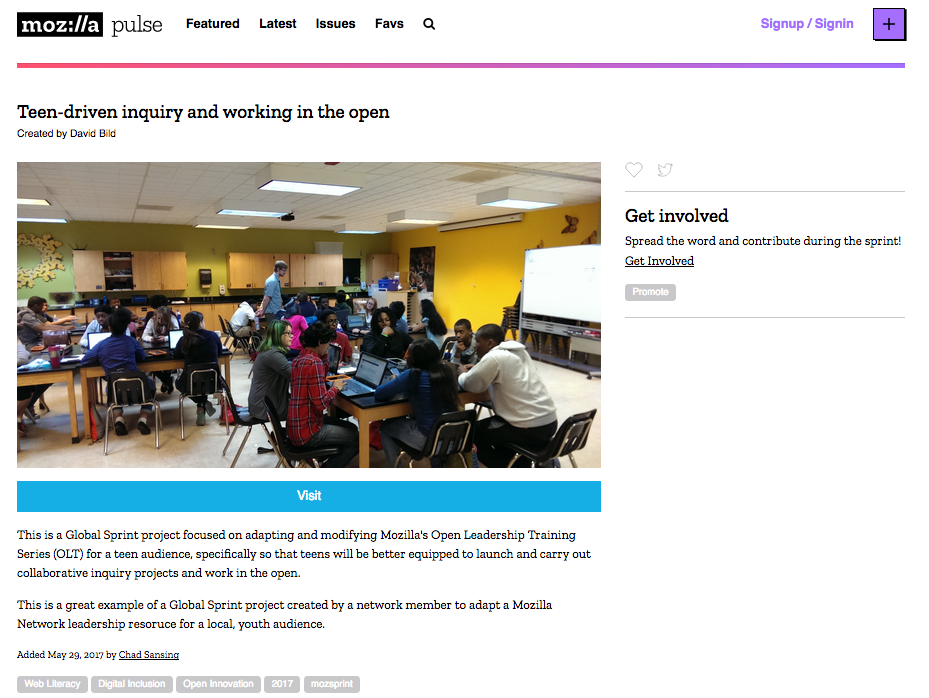 moz://a pulse Featured Latest Issues Favs Signup / Signin +
Teen-driven inquiry and working in the open
Created by David Bild
Get involved
Spread the word and contribute during the sprint!
Get Involved
Promote
Visit
This is a Global Sprint project focused on adapting and modifying Mozilla's Open Leadership Training
Series (OLT) for a teen audience, specifically so that teens will be better equipped to launch and carry out
collaborative inquiry projects and work in the open.
This is a great example of a Global Sprint project created by a network member to adapt a Mozilla
Network leadership resoruce for a local, youth audience.
Added May 29, 2017 by Chad Sansing
Web Literacy Digital Inclusion Open Innovation 2017 mozsprint